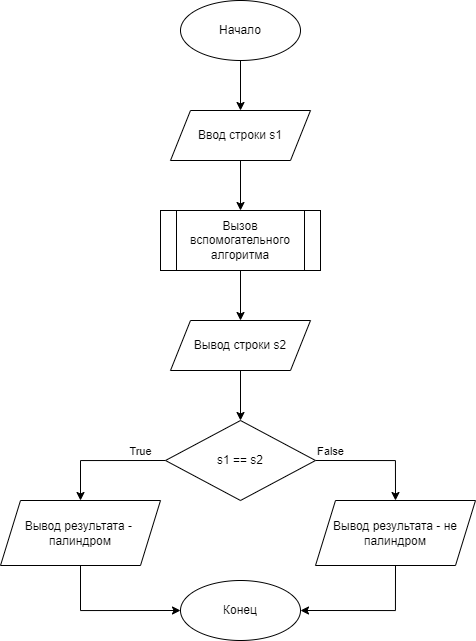 Начало
Ввод строки s1
Вызов
вспомогательного
алгоритма
Вывод строки s2
s1 == s2
True
False
Вывод результата -
палиндром
Вывод результата - не
палиндром
Конец